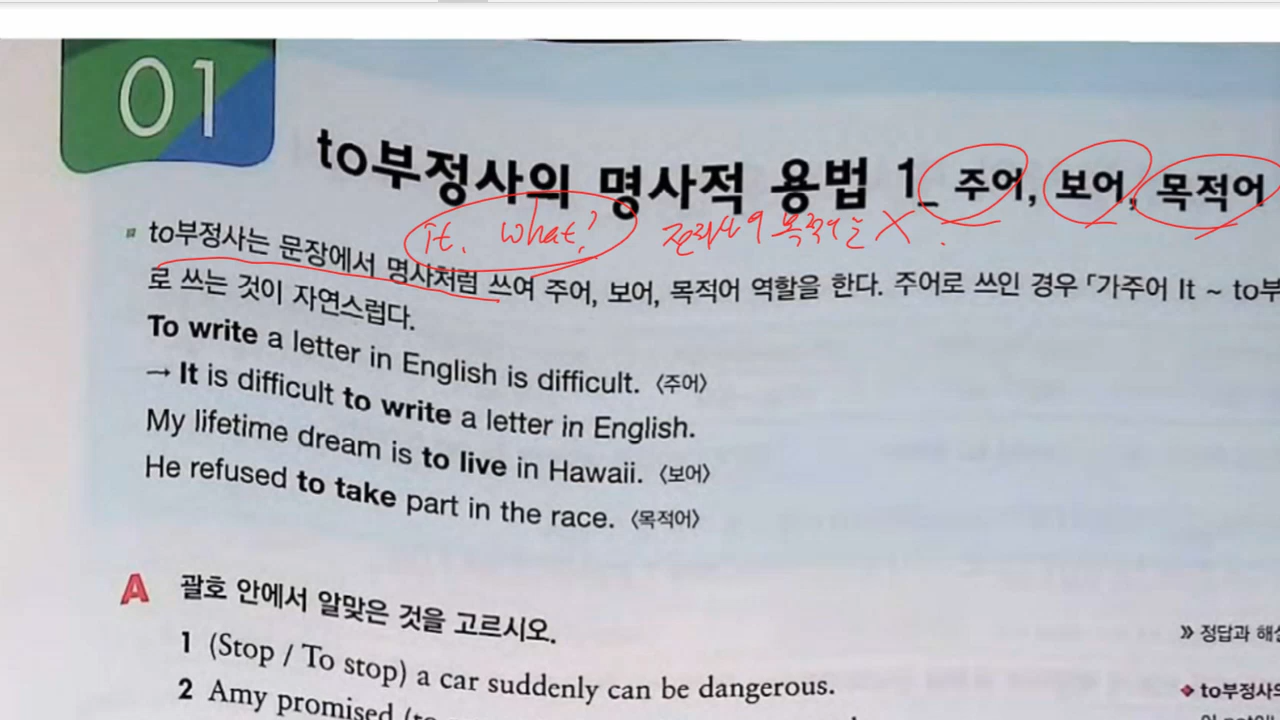 01
to부정사의 명사적 용법 1_ 주어, 보어, 목적어
It. what? 전치사의 목적어는 X.
to부정사는 문장에서 명사처럼 쓰여 주어, 보어, 목적어 역할을 한다. 주어로 쓰인 경우 「가주어 It ~ to부
로 쓰는 것이 자연스럽다.
To write a letter in English is difficult. 〈주어〉
→ It is difficult to write a letter in English.
My lifetime dream is to live in Hawaii. 〈보어〉
He refused to take part in the race. 〈목적어〉
A 괄호 안에서 알맞은 것을 고르시오.
» 정답과 해설
1 (Stop / To stop) a car suddenly can be dangerous.
◆ to부정사의
2 Amy promised (to